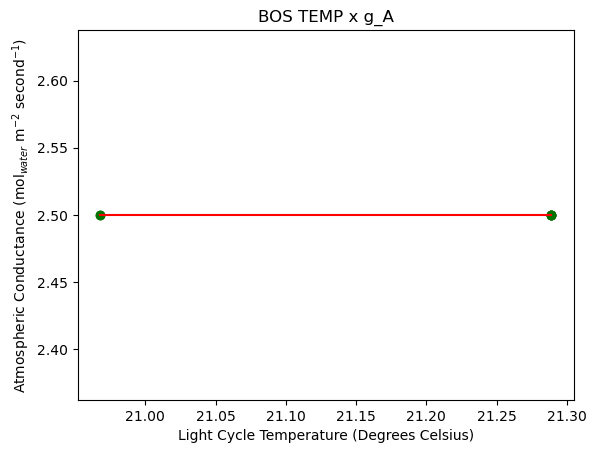 BOS TEMP x g_A
Atmospheric Conductance (mol_water m⁻² second⁻¹)
2.60
2.55
2.50
2.45
2.40
21.00 21.05 21.10 21.15 21.20 21.25 21.30
Light Cycle Temperature (Degrees Celsius)